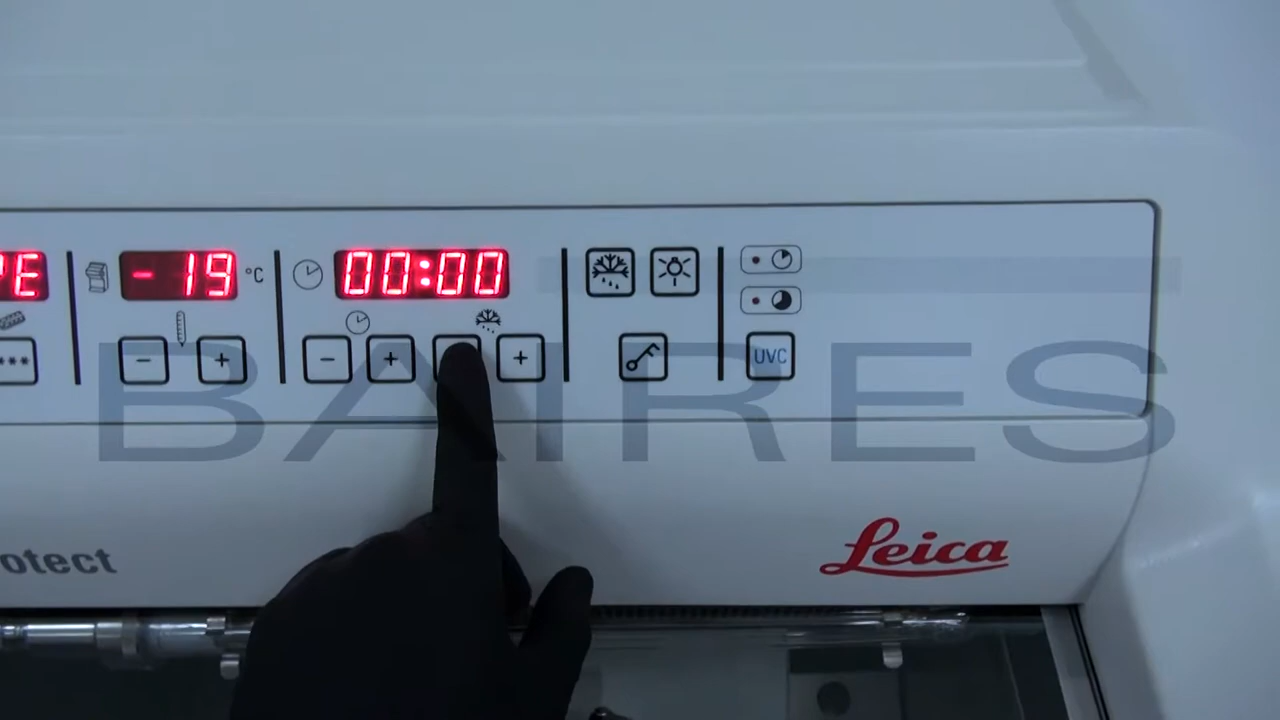 PE
-19 °C
00:00
*** - + - + +
UVC
BAIRES
otect
Leica